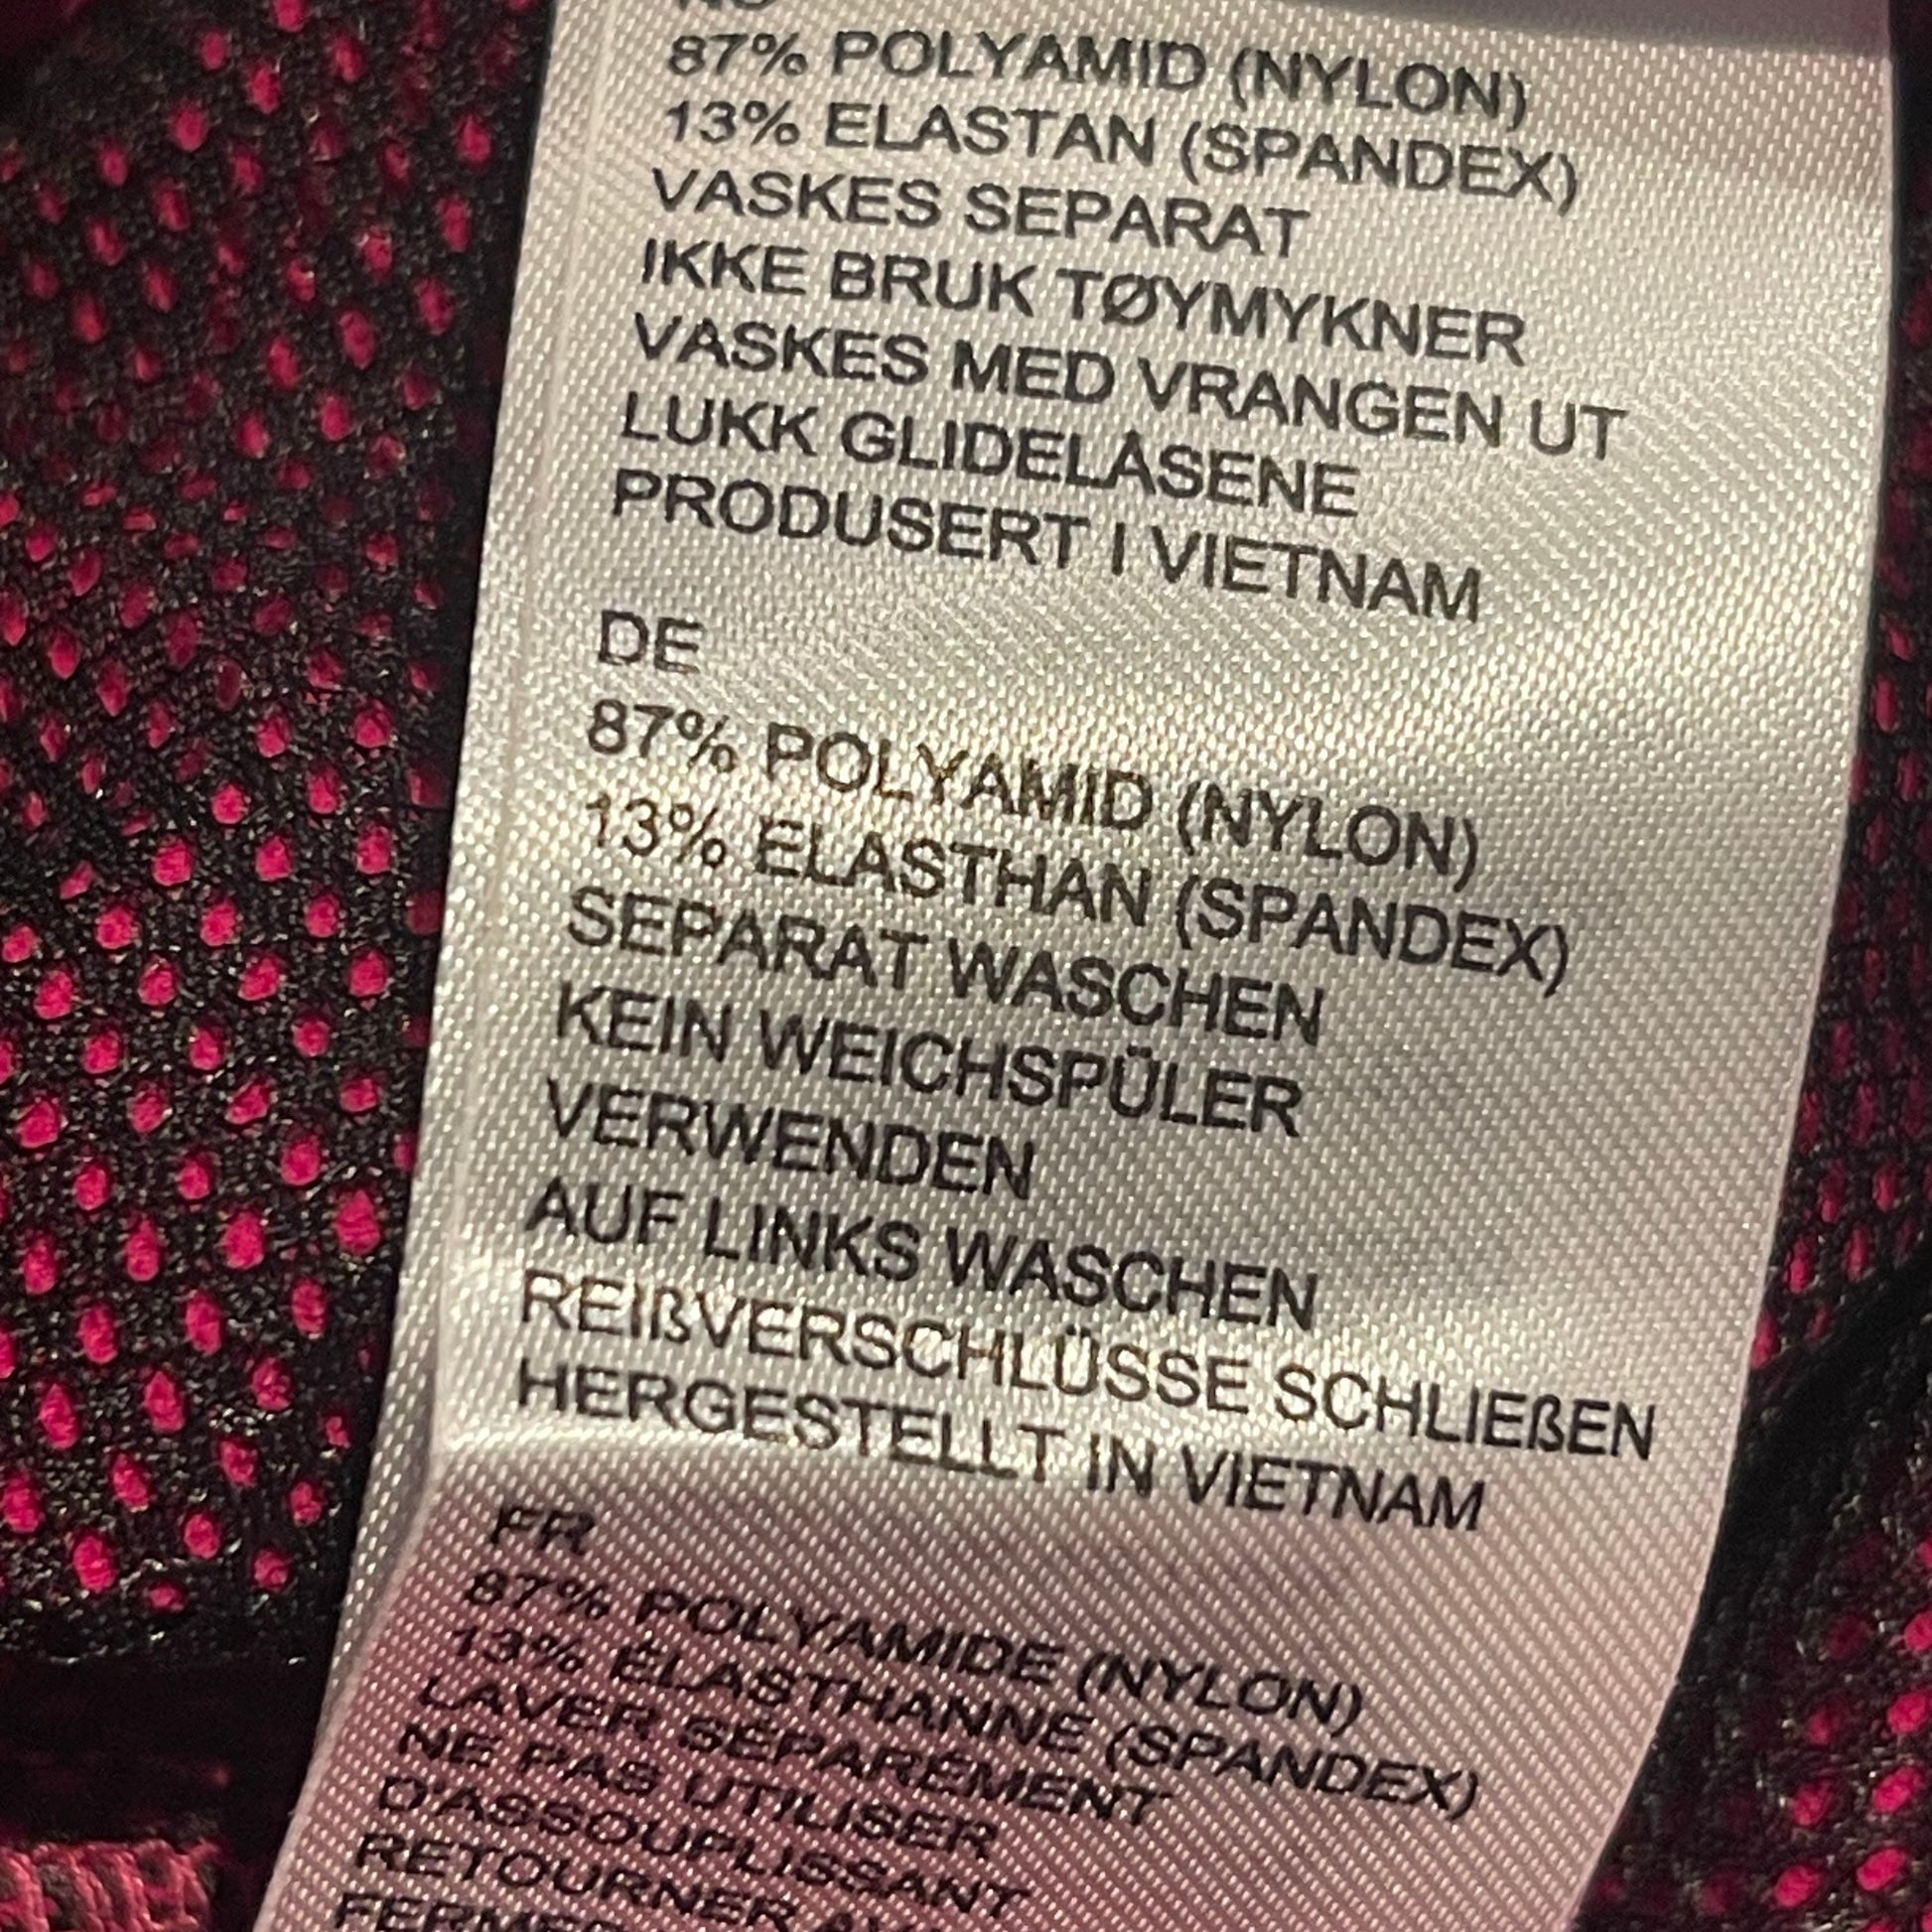 87% POLYAMID (NYLON)
13% ELASTAN (SPANDEX)
VASKES SEPARAT
IKKE BRUK TØYMYKNER
VASKES MED VRANGEN UT
LUKK GLIDELÅSENE
PRODUSERT I VIETNAM
DE
87% POLYAMID (NYLON)
13% ELASTHAN (SPANDEX)
SEPARAT WASCHEN
KEIN WEICHSPÜLER
VERWENDEN
AUF LINKS WASCHEN
REIßVERSCHLÜSSE SCHLIEßEN
HERGESTELLT IN VIETNAM
FR
87% POLYAMIDE (NYLON)
13% ÉLASTHANNE (SPANDEX)
LAVER SÉPARÉMENT
NE PAS UTILISER
D'ASSOUPLISSANT
RETOURNER